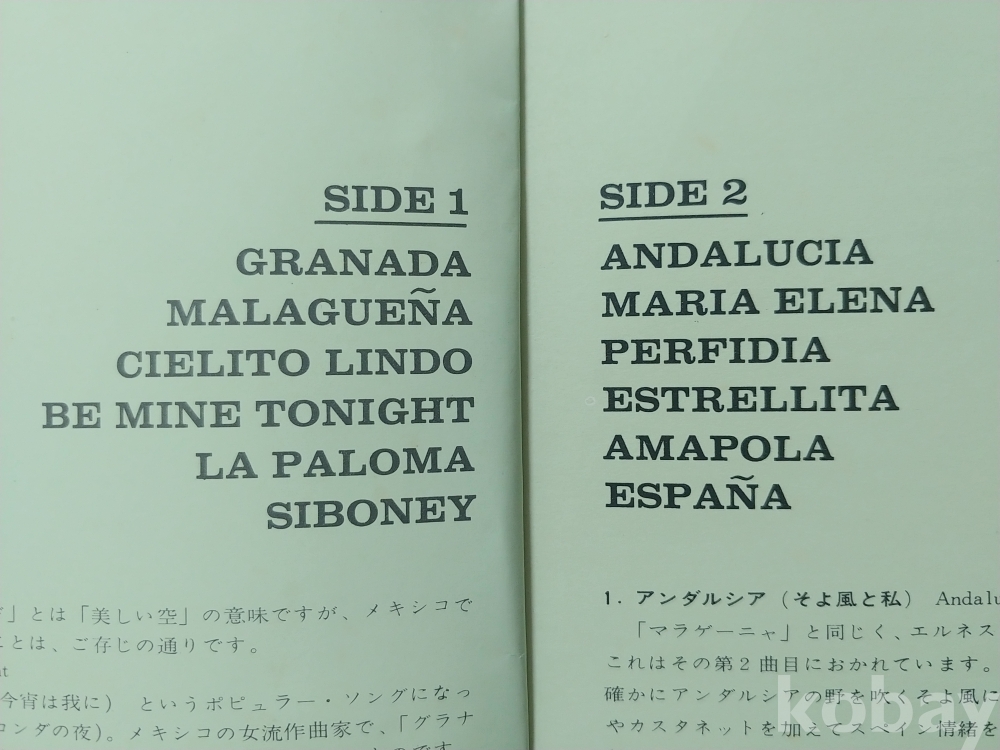 SIDE 1
GRANADA
MALAGUEÑA
CIELITO LINDO
BE MINE TONIGHT
LA PALOMA
SIBONEY
」とは「美しい空」の意味ですが、メキシコで
とは、ご存じの通りです。
nt
今宵は我に) というポピュラー・ソングになっ
ロンダの夜)。メキシコの女流作曲家で、「グラナ
SIDE 2
ANDALUCIA
MARIA ELENA
PERFIDIA
ESTRELLITA
AMAPOLA
ESPAÑA
1. アンダルシア (そよ風と私) Andalu
「マラゲーニャ」と同じく、エルネス
これはその第2曲目におかれています。
確かにアンダルシアの野を吹くそよ風に
やカスタネットを加えてスペイン情緒を
kobay